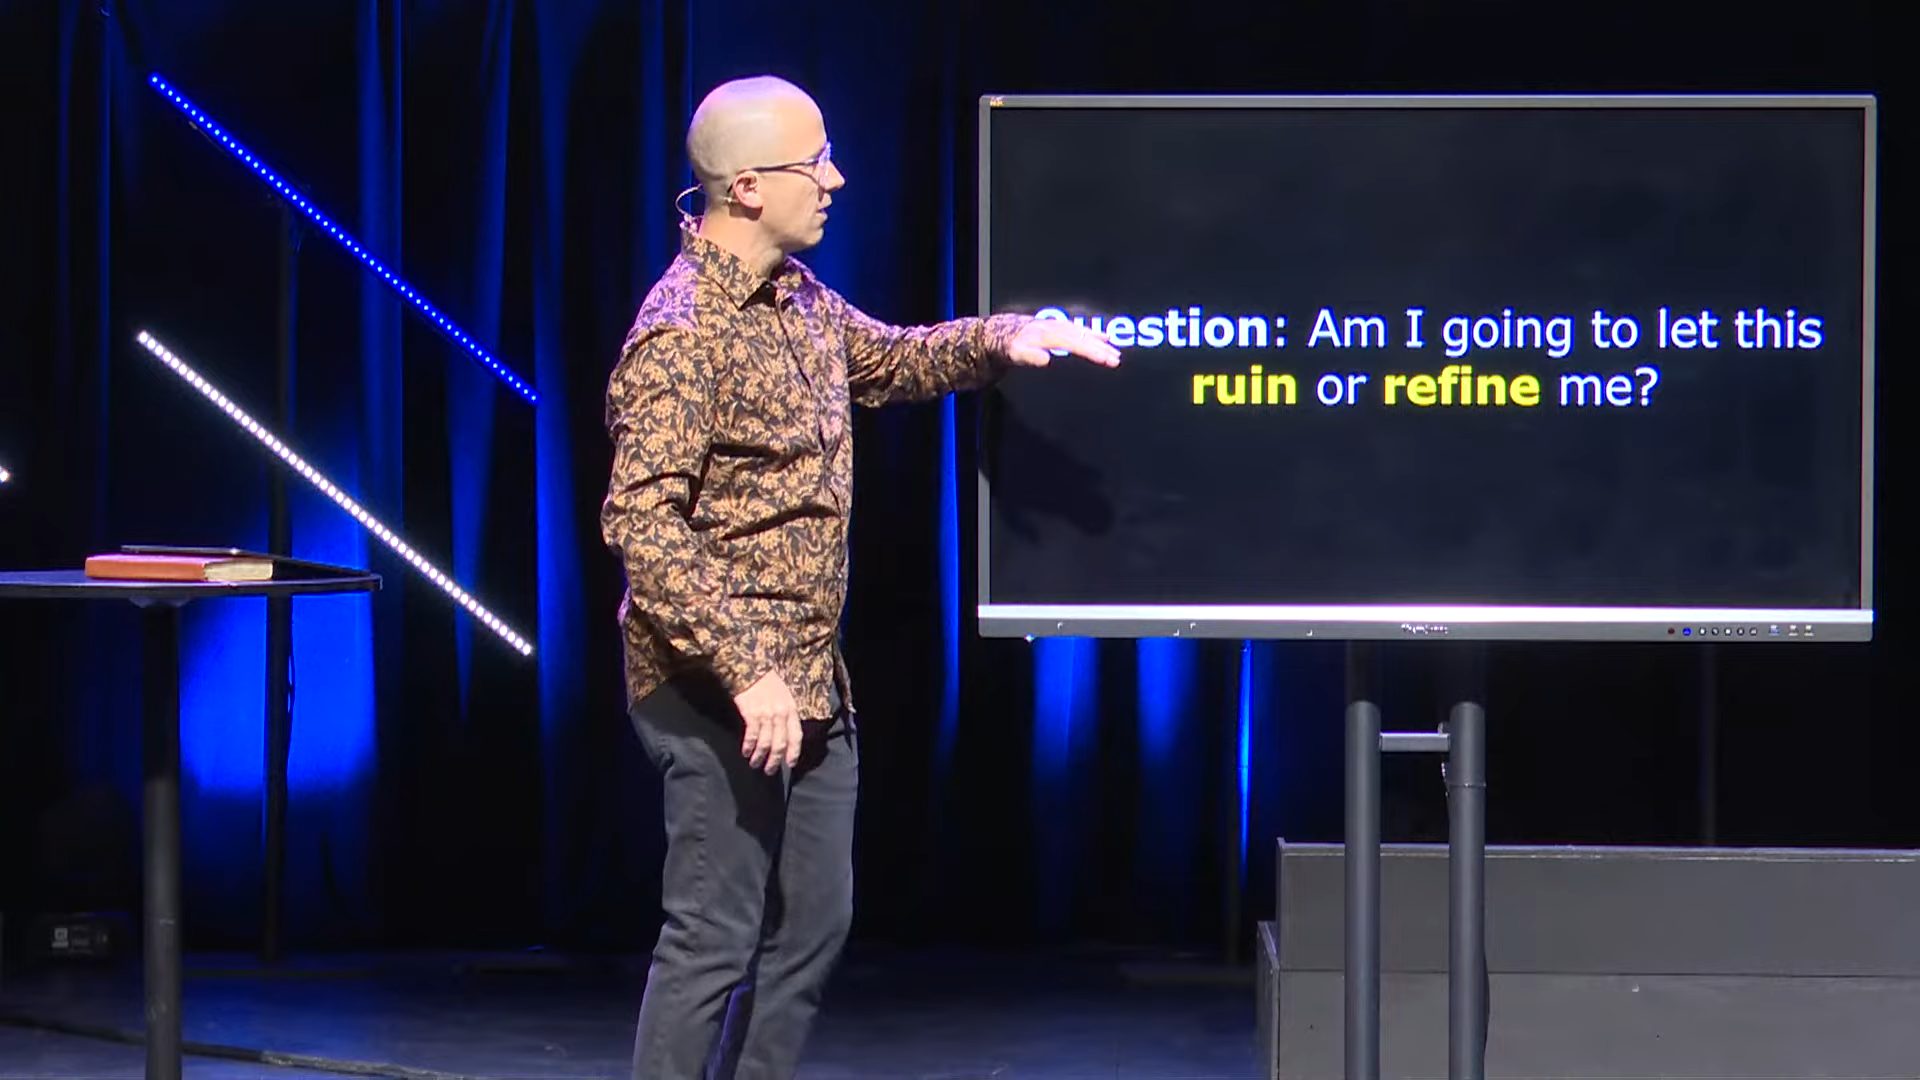 Question: Am I going to let this
ruin or refine me?